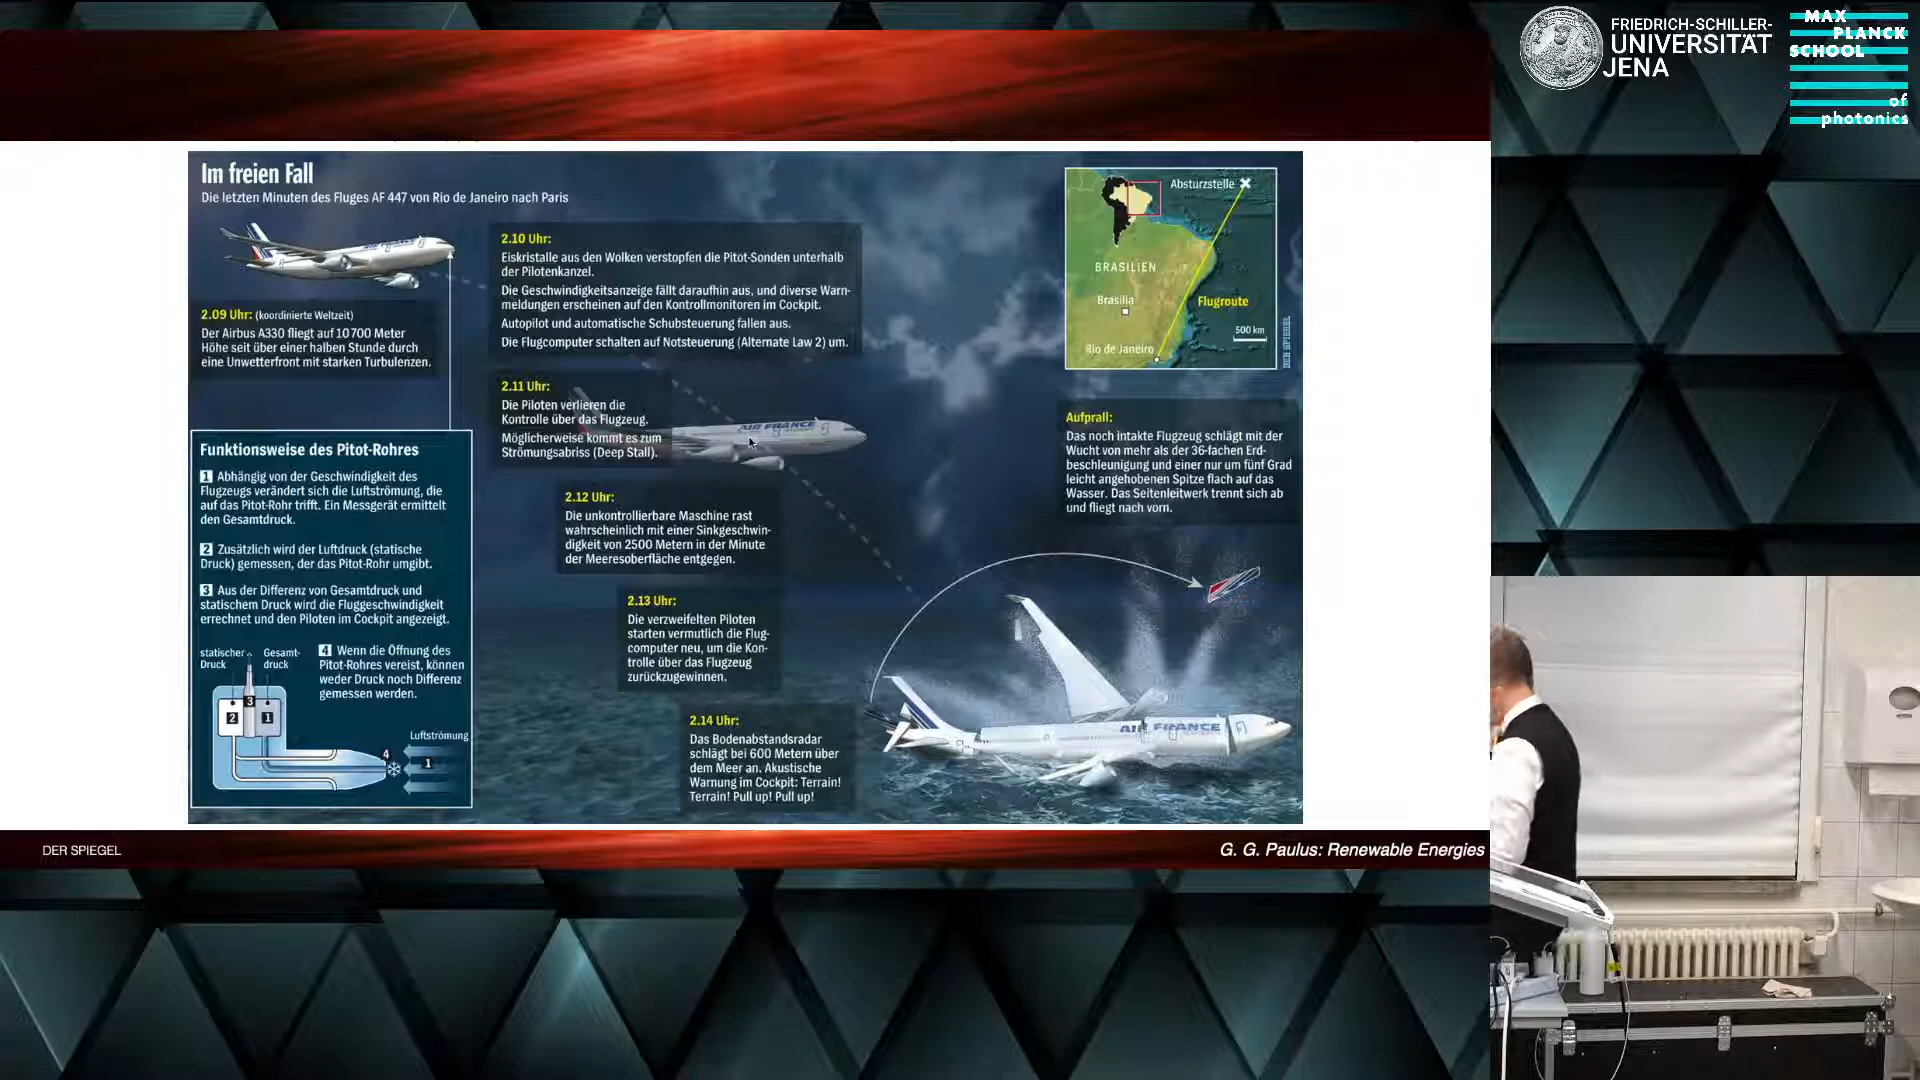 FRIEDRICH-SCHILLER-
UNIVERSITÄT
JENA
MAX
PLANCK
SCHOOL
of
photonics
Im freien Fall
Die letzten Minuten des Fluges AF 447 von Rio de Janeiro nach Paris
AIR FRANCE
2.09 Uhr: (koordinierte Weltzeit)
Der Airbus A330 fliegt auf 10 700 Meter
Höhe seit über einer halben Stunde durch
eine Unwetterfront mit starken Turbulenzen.
2.10 Uhr:
Eiskristalle aus den Wolken verstopfen die Pitot-Sonden unterhalb
der Pilotenkanzel.
Die Geschwindigkeitsanzeige fällt daraufhin aus, und diverse Warn-
meldungen erscheinen auf den Kontrollmonitoren im Cockpit.
Autopilot und automatische Schubsteuerung fallen aus.
Die Flugcomputer schalten auf Notsteuerung (Alternate Law 2) um.
2.11 Uhr:
Die Piloten verlieren die
Kontrolle über das Flugzeug.
Möglicherweise kommt es zum
Strömungsabriss (Deep Stall).
AIR FRANCE
2.12 Uhr:
Die unkontrollierbare Maschine rast
wahrscheinlich mit einer Sinkgeschwin-
digkeit von 2500 Metern in der Minute
der Meeresoberfläche entgegen.
2.13 Uhr:
Die verzweifelten Piloten
starten vermutlich die Flug-
computer neu, um die Kon-
trolle über das Flugzeug
zurückzugewinnen.
2.14 Uhr:
Das Bodenabstandsradar
schlägt bei 600 Metern über
dem Meer an. Akustische
Warnung im Cockpit: Terrain!
Terrain! Pull up! Pull up!
Absturzstelle
BRASILIEN
Brasília
Flugroute
500 km
Rio de Janeiro
DER SPIEGEL
Aufprall:
Das noch intakte Flugzeug schlägt mit der
Wucht von mehr als der 36-fachen Erd-
beschleunigung und einer nur um fünf Grad
leicht angehobenen Spitze flach auf das
Wasser. Das Seitenleitwerk trennt sich ab
und fliegt nach vorn.
AIR FRANCE
Funktionsweise des Pitot-Rohres
1 Abhängig von der Geschwindigkeit des
Flugzeugs verändert sich die Luftströmung, die
auf das Pitot-Rohr trifft. Ein Messgerät ermittelt
den Gesamtdruck.
2 Zusätzlich wird der Luftdruck (statische
Druck) gemessen, der das Pitot-Rohr umgibt.
3 Aus der Differenz von Gesamtdruck und
statischem Druck wird die Fluggeschwindigkeit
errechnet und den Piloten im Cockpit angezeigt.
statischer
Druck
Gesamt-
druck
4 Wenn die Öffnung des
Pitot-Rohres vereist, können
weder Druck noch Differenz
gemessen werden.
3
2
1
Luftströmung
4
1
DER SPIEGEL
G. G. Paulus: Renewable Energies